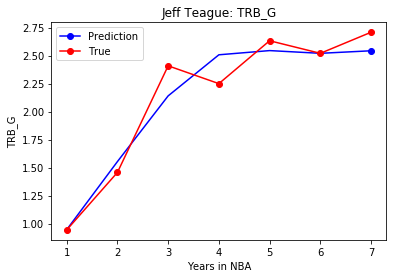 Jeff Teague: TRB_G
Prediction
True
2.75
2.50
2.25
2.00
1.75
1.50
1.25
1.00
TRB_G
1 2 3 4 5 6 7
Years in NBA